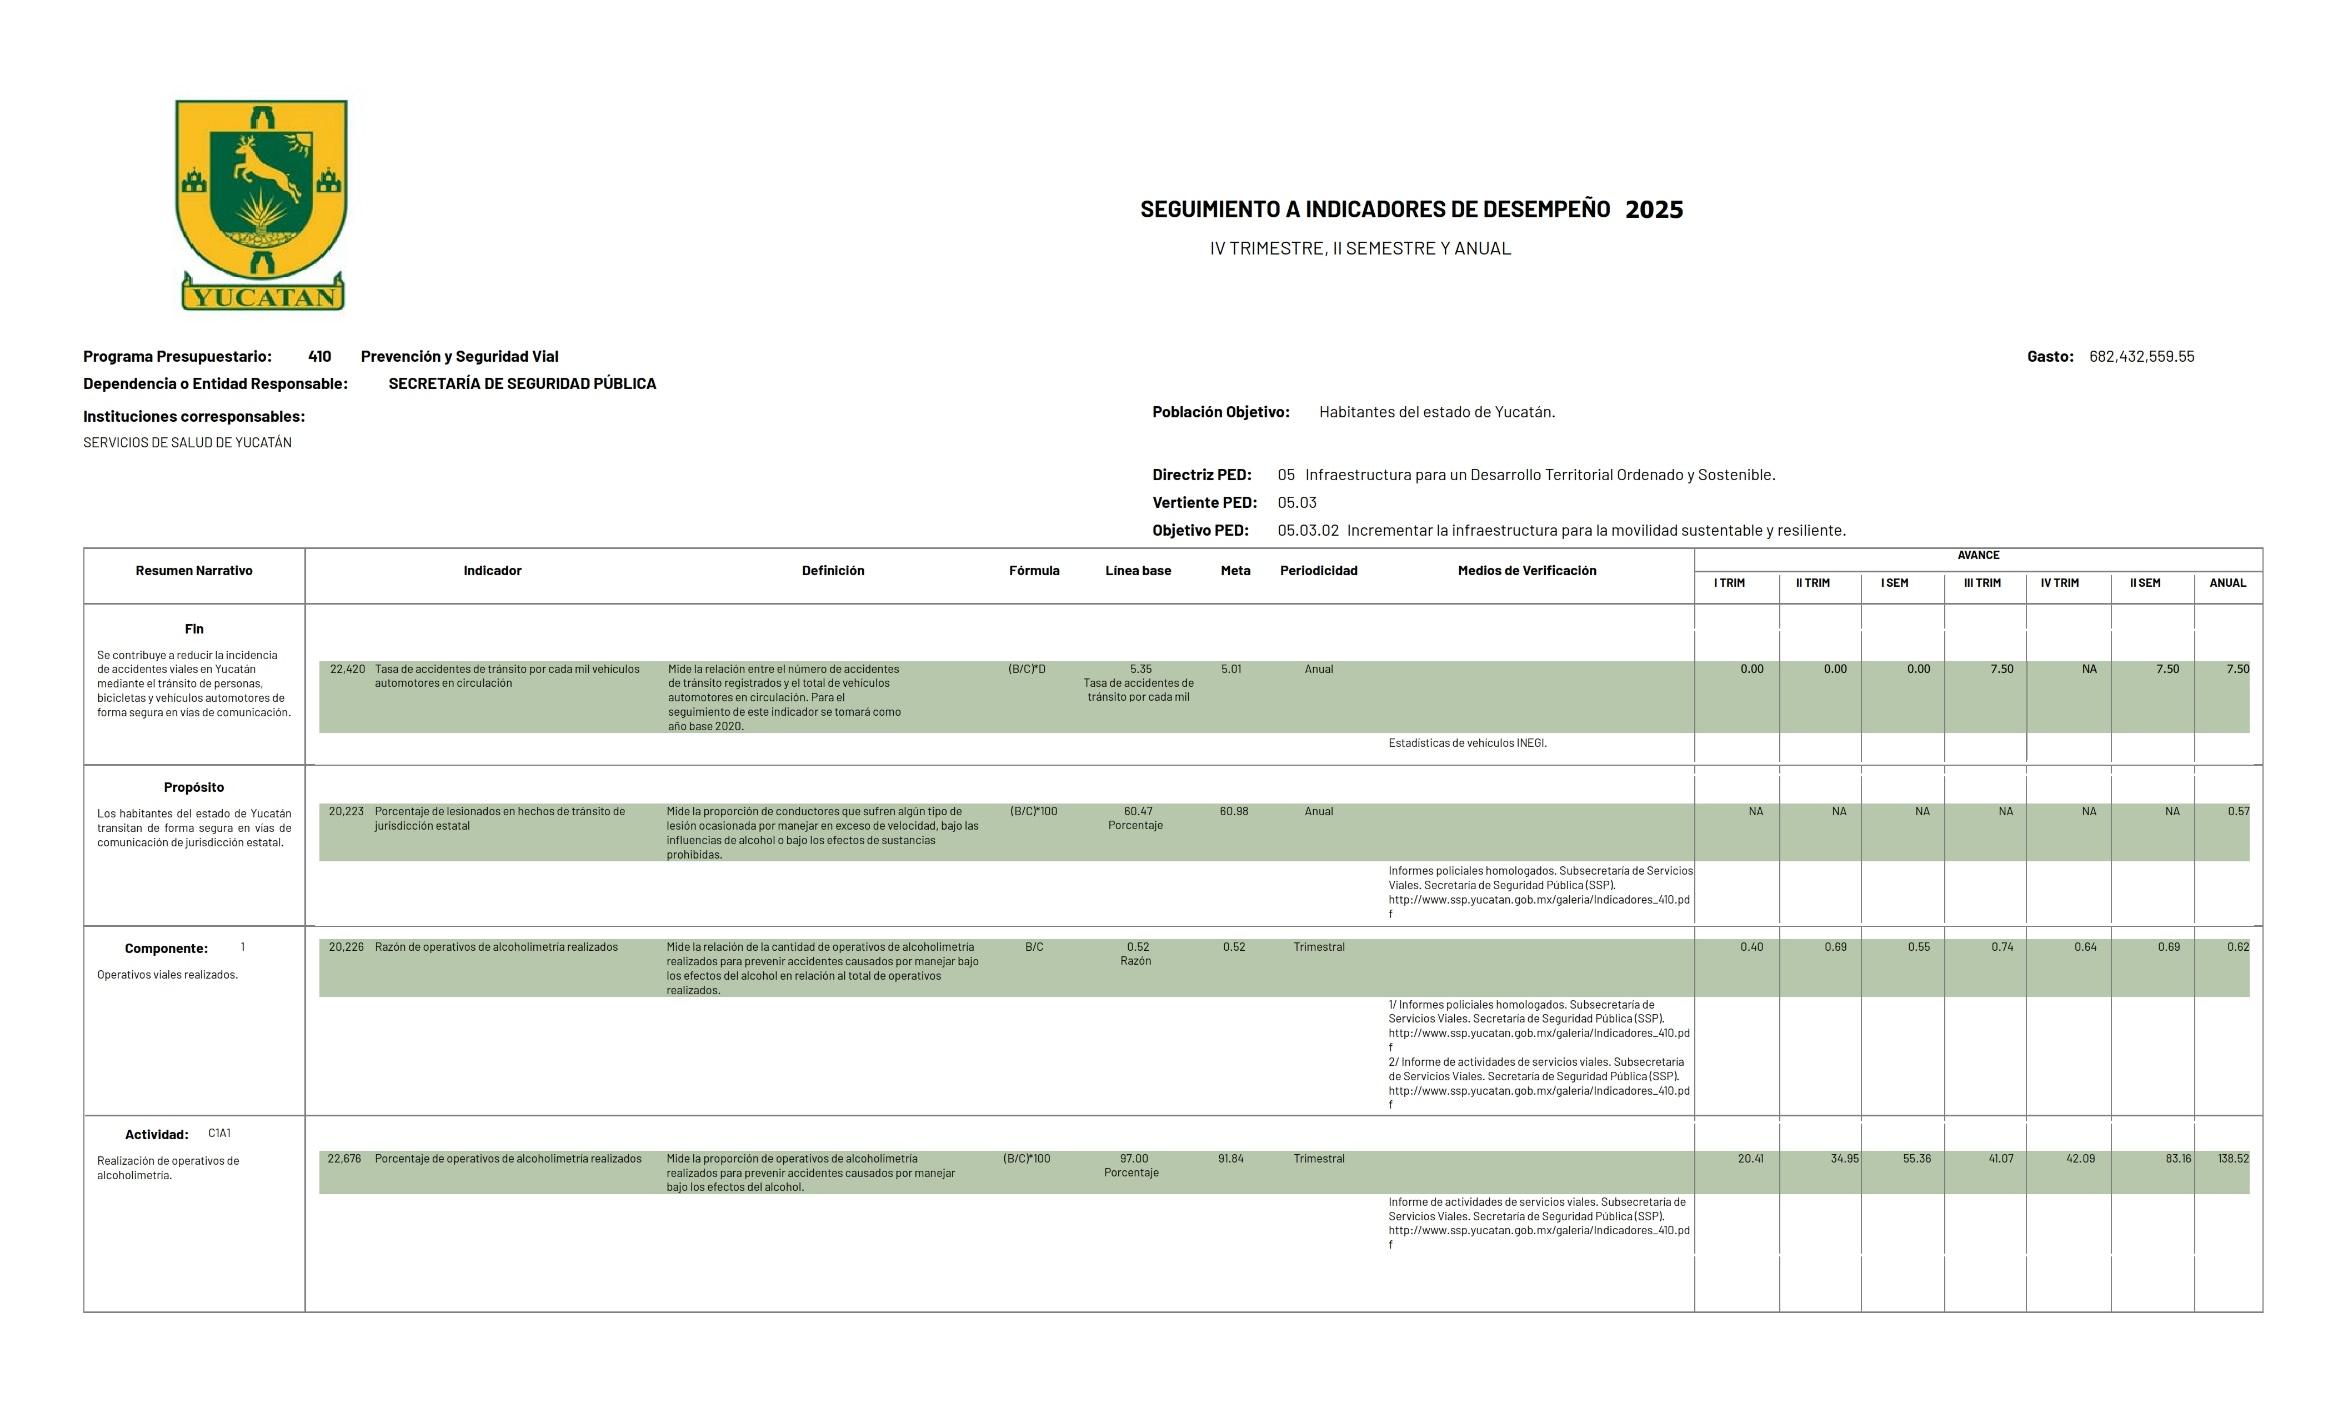 YUCATAN
SEGUIMIENTO A INDICADORES DE DESEMPEÑO 2025
IV TRIMESTRE, II SEMESTRE Y ANUAL
Programa Presupuestario: 410 Prevención y Seguridad Vial
Gasto: 682,432,559.55
Dependencia o Entidad Responsable: SECRETARÍA DE SEGURIDAD PÚBLICA
Instituciones corresponsables:
SERVICIOS DE SALUD DE YUCATÁN
Población Objetivo: Habitantes del estado de Yucatán.
Directriz PED: 05 Infraestructura para un Desarrollo Territorial Ordenado y Sostenible.
Vertiente PED: 05.03
Objetivo PED: 05.03.02 Incrementar la infraestructura para la movilidad sustentable y resiliente.
Resumen Narrativo Indicador Definición Fórmula Línea base Meta Periodicidad Medios de Verificación AVANCE
I TRIM II TRIM I SEM III TRIM IV TRIM II SEM ANUAL
Fin
Se contribuye a reducir la incidencia
de accidentes viales en Yucatán
mediante el tránsito de personas,
bicicletas y vehículos automotores de
forma segura en vías de comunicación.
22,420 Tasa de accidentes de tránsito por cada mil vehículos
automotores en circulación
Mide la relación entre el número de accidentes
de tránsito registrados y el total de vehículos
automotores en circulación. Para el
seguimiento de este indicador se tomará como
año base 2020.
(B/C)*D
5.35
Tasa de accidentes de
tránsito por cada mil
5.01
Anual
0.00 0.00 0.00 7.50 NA 7.50 7.50
Estadísticas de vehículos INEGI.
Propósito
Los habitantes del estado de Yucatán
transitan de forma segura en vías de
comunicación de jurisdicción estatal.
20,223 Porcentaje de lesionados en hechos de tránsito de
jurisdicción estatal
Mide la proporción de conductores que sufren algún tipo de
lesión ocasionada por manejar en exceso de velocidad, bajo las
influencias de alcohol o bajo los efectos de sustancias
prohibidas.
(B/C)*100
60.47
Porcentaje
60.98
Anual
NA NA NA NA NA NA 0.57
Informes policiales homologados. Subsecretaría de Servicios
Viales. Secretaría de Seguridad Pública (SSP).
http://www.ssp.yucatan.gob.mx/galeria/Indicadores_410.pd
f
Componente: 1
Operativos viales realizados.
20,226 Razón de operativos de alcoholimetría realizados
Mide la relación de la cantidad de operativos de alcoholimetría
realizados para prevenir accidentes causados por manejar bajo
los efectos del alcohol en relación al total de operativos
realizados.
B/C
0.52
Razón
0.52
Trimestral
0.40 0.69 0.55 0.74 0.64 0.69 0.62
1/ Informes policiales homologados. Subsecretaría de
Servicios Viales. Secretaría de Seguridad Pública (SSP).
http://www.ssp.yucatan.gob.mx/galeria/Indicadores_410.pd
f
2/ Informe de actividades de servicios viales. Subsecretaría
de Servicios Viales. Secretaría de Seguridad Pública (SSP).
http://www.ssp.yucatan.gob.mx/galeria/Indicadores_410.pd
f
Actividad: C1A1
Realización de operativos de
alcoholimetría.
22,676 Porcentaje de operativos de alcoholimetría realizados
Mide la proporción de operativos de alcoholimetría
realizados para prevenir accidentes causados por manejar
bajo los efectos del alcohol.
(B/C)*100
97.00
Porcentaje
91.84
Trimestral
20.41 34.95 55.36 41.07 42.09 83.16 138.52
Informe de actividades de servicios viales. Subsecretaría de
Servicios Viales. Secretaría de Seguridad Pública (SSP).
http://www.ssp.yucatan.gob.mx/galeria/Indicadores_410.pd
f